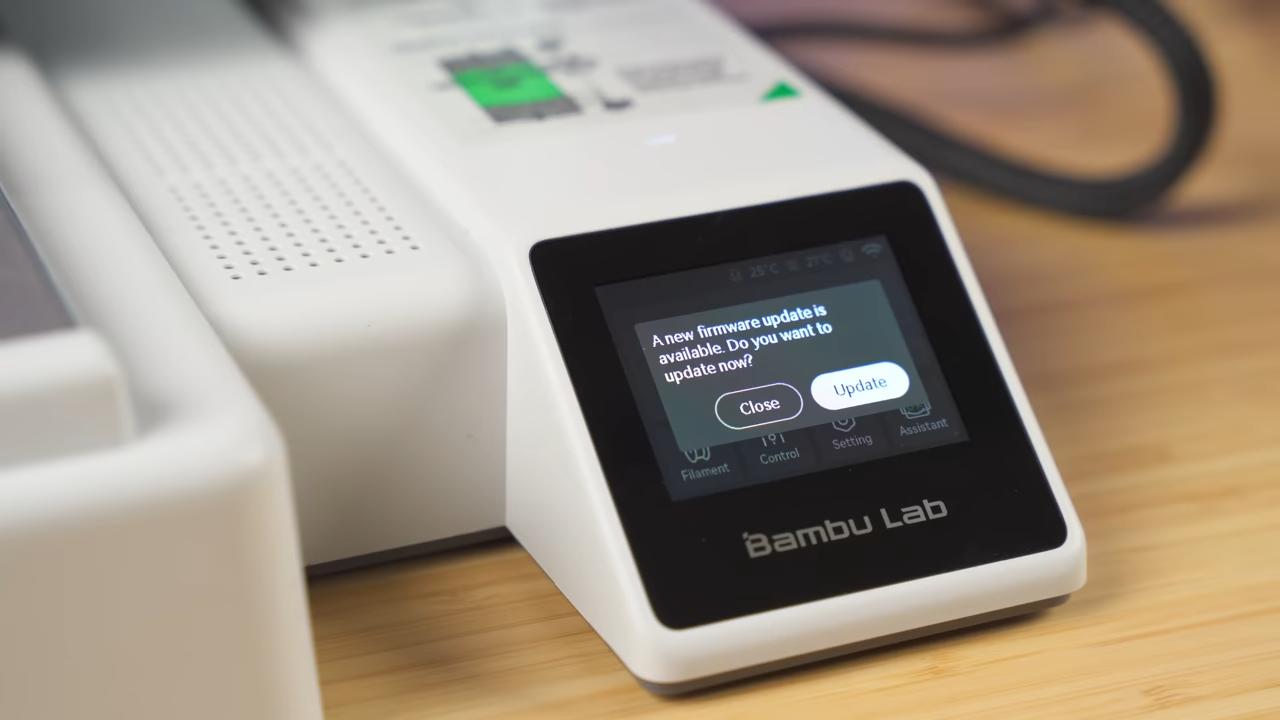 25°C 21°C
A new firmware update is
available. Do you want to
update now?
Close Update
Filament Control Setting Assistant
Bambu Lab